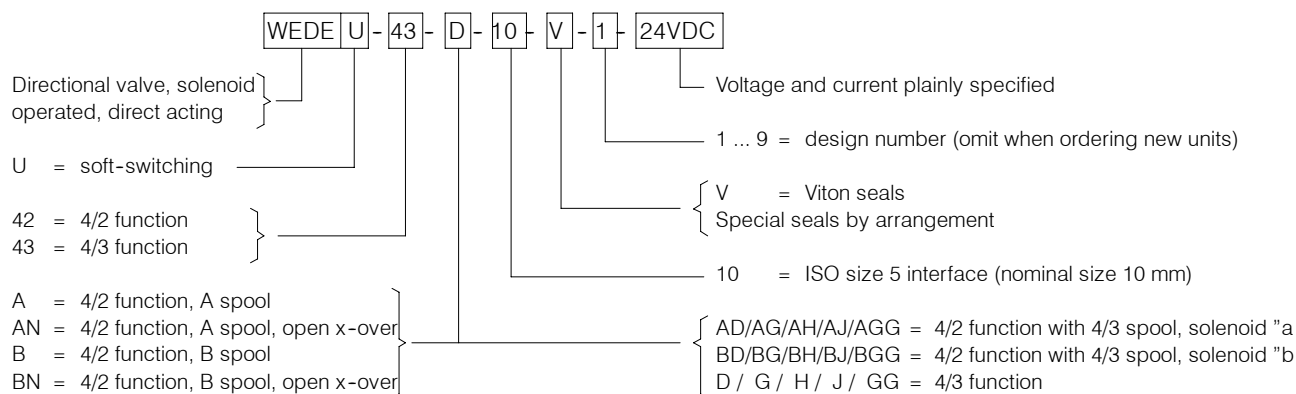 WEDE U - 43 - D - 10 - V - 1 - 24VDC
Directional valve, solenoid
operated, direct acting
U = soft-switching
42 = 4/2 function
43 = 4/3 function
A = 4/2 function, A spool
AN = 4/2 function, A spool, open x-over
B = 4/2 function, B spool
BN = 4/2 function, B spool, open x-over
Voltage and current plainly specified
1 ... 9 = design number (omit when ordering new units)
V = Viton seals
Special seals by arrangement
10 = ISO size 5 interface (nominal size 10 mm)
AD/AG/AH/AJ/AGG = 4/2 function with 4/3 spool, solenoid ”a
BD/BG/BH/BJ/BGG = 4/2 function with 4/3 spool, solenoid ”b
D / G / H / J / GG = 4/3 function